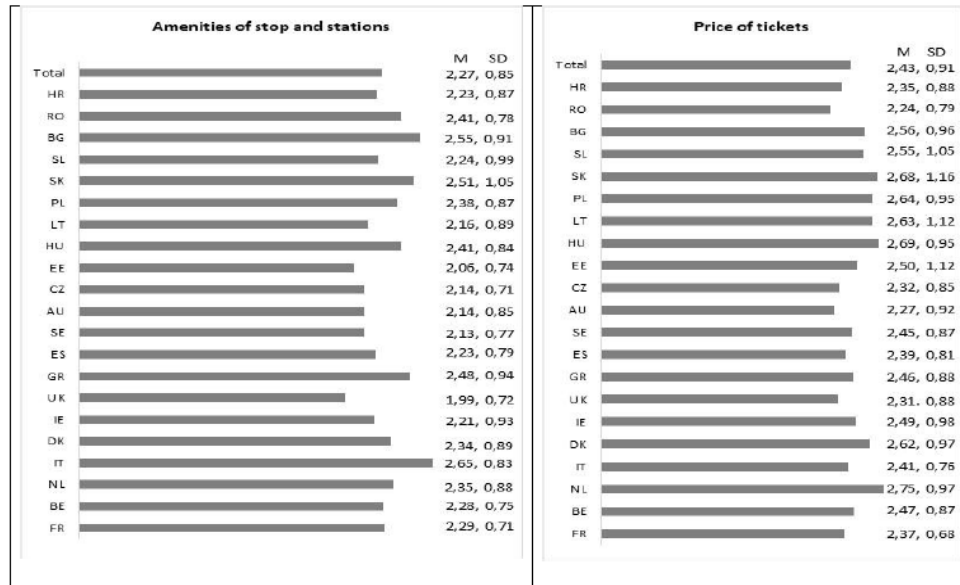 Amenities of stop and stations
M SD
Total 2,27, 0,85
HR 2,23, 0,87
RO 2,41, 0,78
BG 2,55, 0,91
SL 2,24, 0,99
SK 2,51, 1,05
PL 2,38, 0,87
LT 2,16, 0,89
HU 2,41, 0,84
EE 2,06, 0,74
CZ 2,14, 0,71
AU 2,14, 0,85
SE 2,13, 0,77
ES 2,23, 0,79
GR 2,48, 0,94
UK 1,99, 0,72
IE 2,21, 0,93
DK 2,34, 0,89
IT 2,65, 0,83
NL 2,35, 0,88
BE 2,28, 0,75
FR 2,29, 0,71
Price of tickets
M SD
Total 2,43, 0,91
HR 2,35, 0,88
RO 2,24, 0,79
BG 2,56, 0,96
SL 2,55, 1,05
SK 2,68, 1,16
PL 2,64, 0,95
LT 2,63, 1,12
HU 2,69, 0,95
EE 2,50, 1,12
CZ 2,32, 0,85
AU 2,27, 0,92
SE 2,45, 0,87
ES 2,39, 0,81
GR 2,46, 0,88
UK 2,31. 0,88
IE 2,49, 0,98
DK 2,62, 0,97
IT 2,41, 0,76
NL 2,75, 0,97
BE 2,47, 0,87
FR 2,37, 0,68